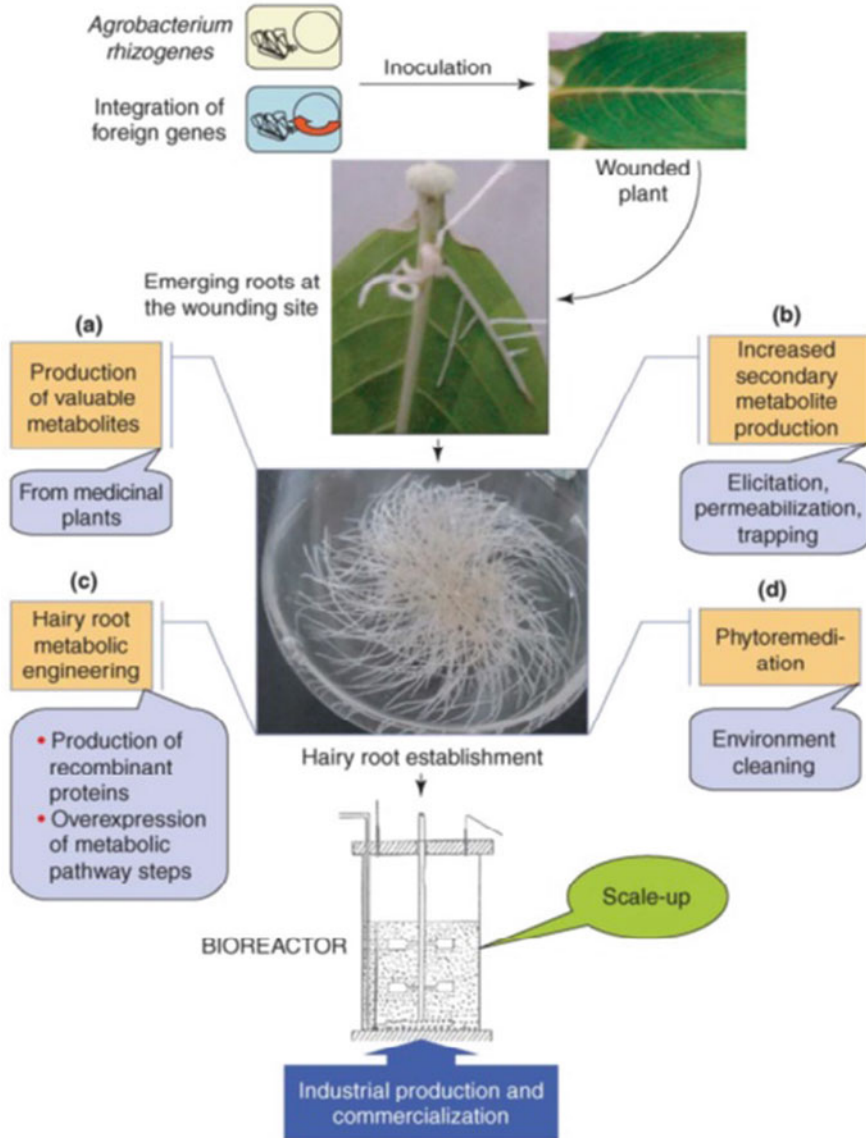 Agrobacterium
rhizogenes
Inoculation
Integration of
foreign genes
Wounded
plant
Emerging roots at
the wounding site
(a)
Production
of valuable
metabolites
From medicinal
plants
(b)
Increased
secondary
metabolite
production
Elicitation,
permeabilization,
trapping
(c)
Hairy root
metabolic
engineering
• Production of
recombinant
proteins
• Overexpression
of metabolic
pathway steps
(d)
Phytoremedi-
ation
Environment
cleaning
Hairy root establishment
BIOREACTOR
Scale-up
Industrial production and
commercialization